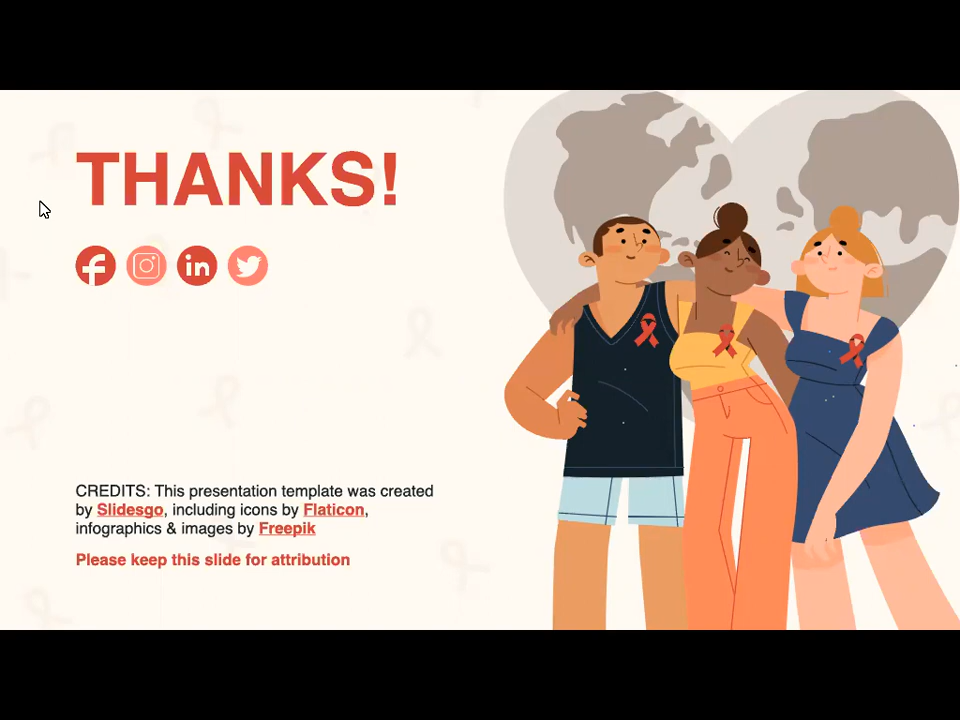 THANKS!
in
CREDITS: This presentation template was created
by Slidesgo, including icons by Flaticon,
infographics & images by Freepik
Please keep this slide for attribution